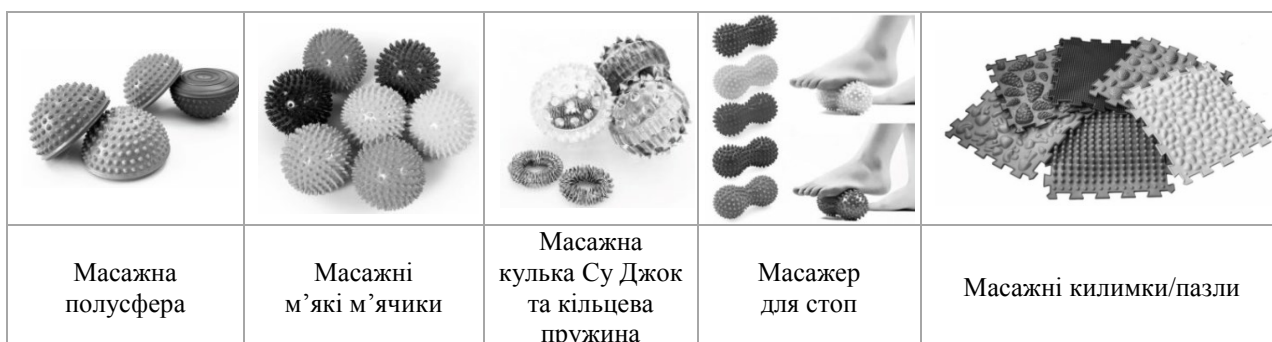 Масажна
полусфера
Масажні
м’які м’ячики
Масажна
кулька Су Джок
та кільцева
пружина
Масажер
для стоп
Масажні килимки/пазли